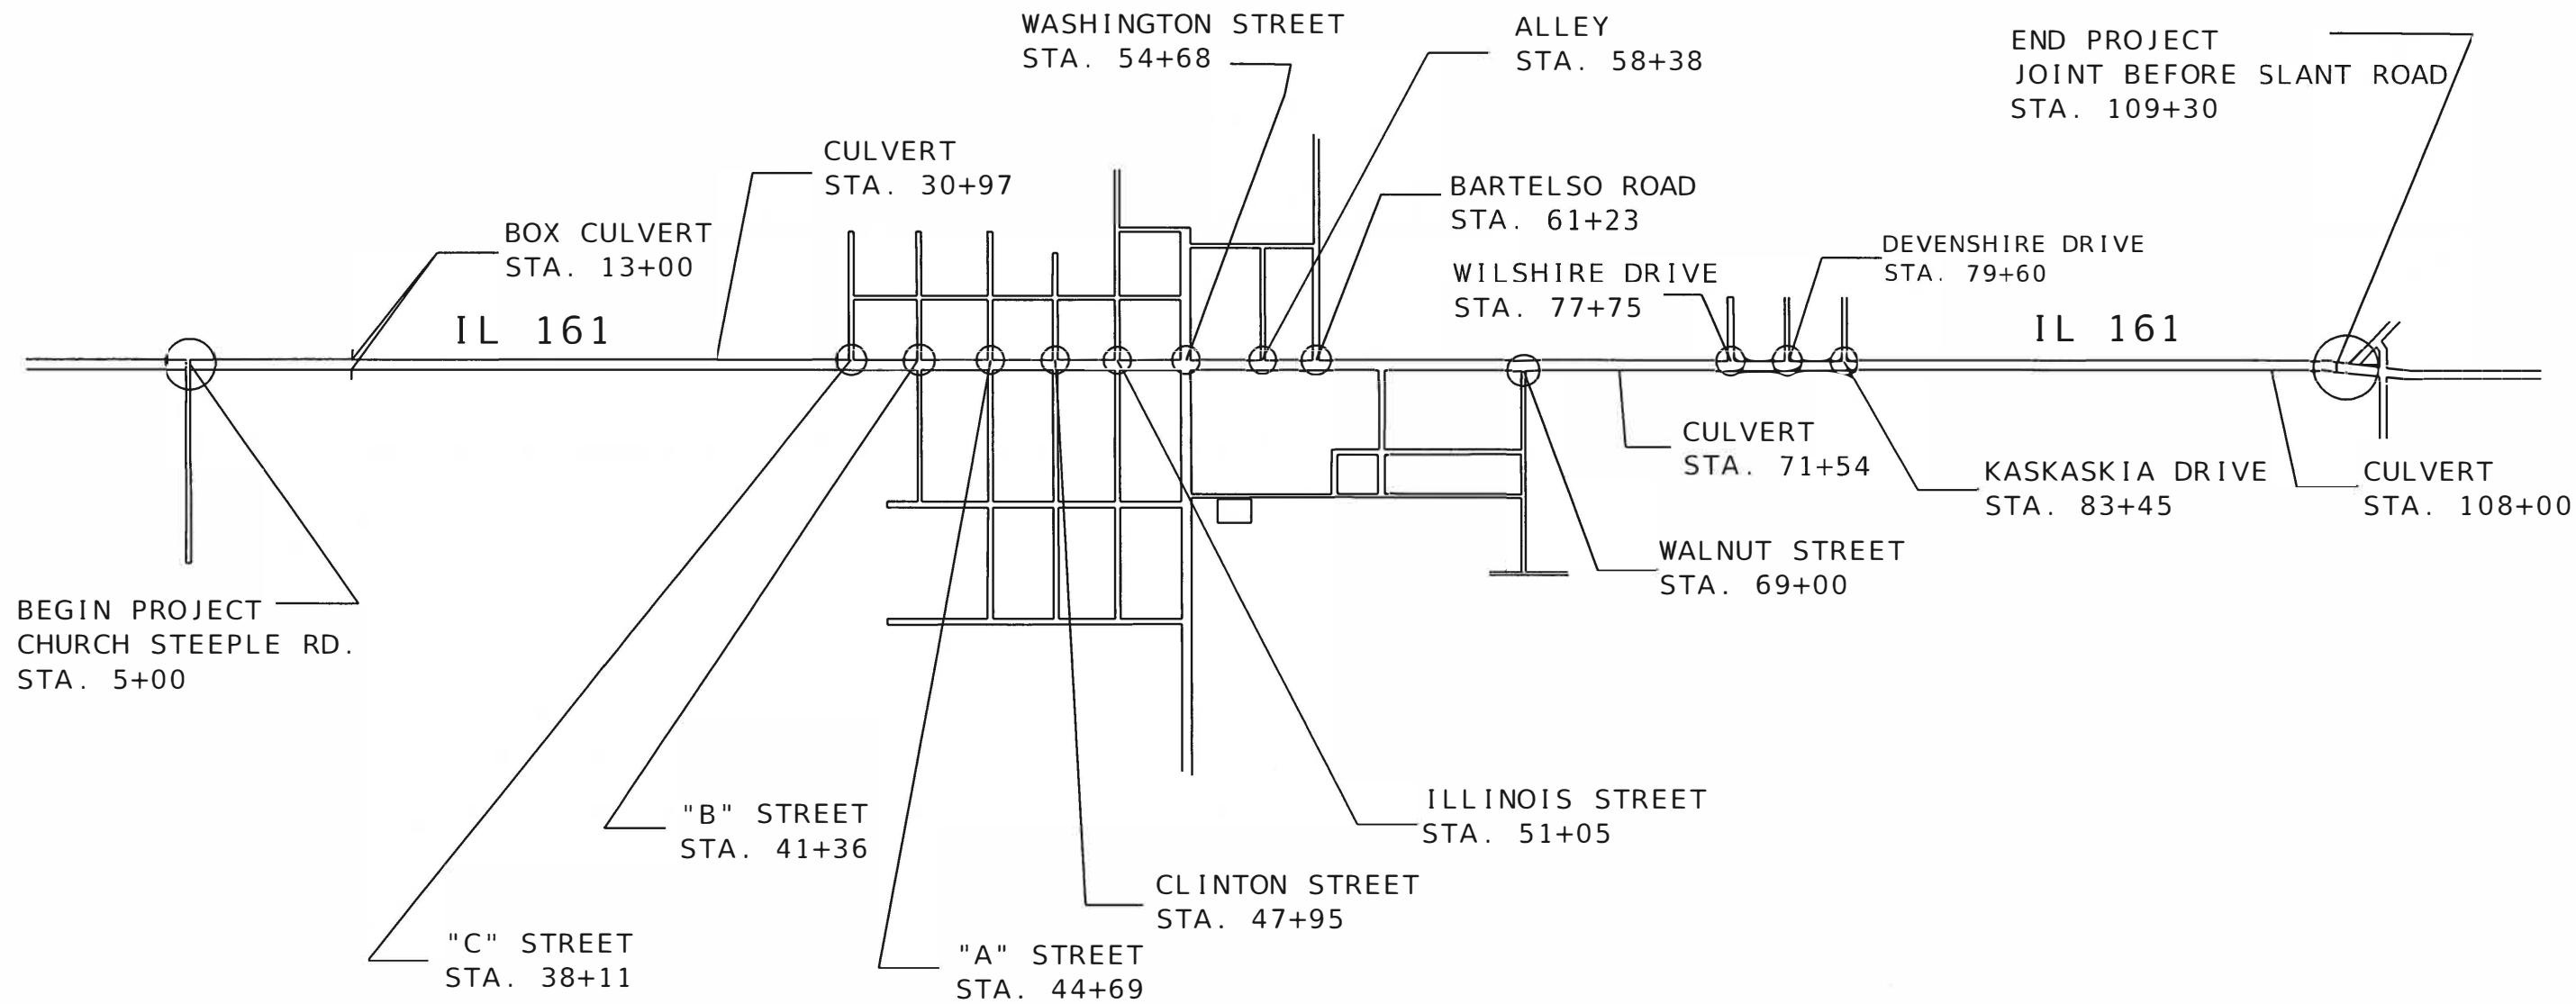 WASHINGTON STREET
STA. 54+68
ALLEY
STA. 58+38
END PROJECT
JOINT BEFORE SLANT ROAD
STA. 109+30
CULVERT
STA. 30+97
BARTELSO ROAD
STA. 61+23
BOX CULVERT
STA. 13+00
WILSHIRE DRIVE
STA. 77+75
DEVENSHIRE DRIVE
STA. 79+60
IL 161
IL 161
CULVERT
STA. 71+54
KASKASKIA DRIVE
STA. 83+45
CULVERT
STA. 108+00
WALNUT STREET
STA. 69+00
BEGIN PROJECT
CHURCH STEEPLE RD.
STA. 5+00
"B" STREET
STA. 41+36
ILLINOIS STREET
STA. 51+05
CLINTON STREET
STA. 47+95
"C" STREET
STA. 38+11
"A" STREET
STA. 44+69